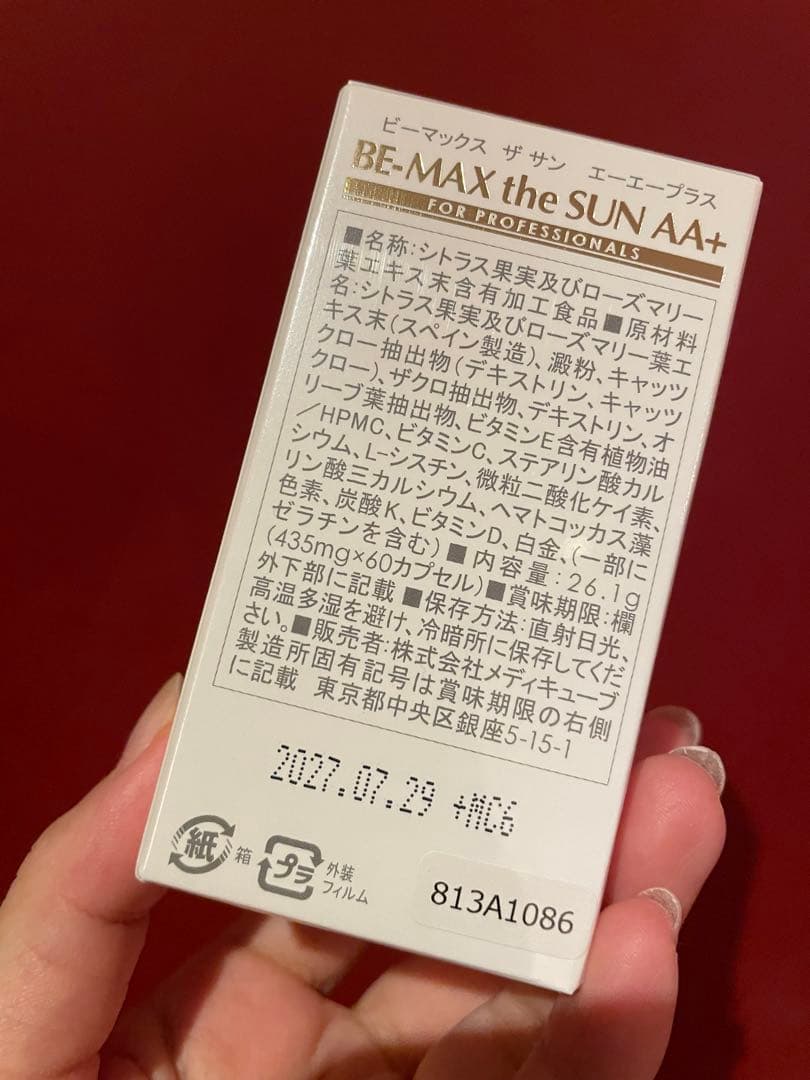 ビーマックス ザ サン エーエープラス
BE-MAX the SUN AA+
FOR PROFESSIONALS
■名称:シトラス果実及びローズマリー
葉エキス末含有加工食品■原材料
名:シトラス果実及びローズマリー葉エ
キス末(スペイン製造)、澱粉、キャッツ
クロー抽出物(デキストリン、キャッツ
クロー)、ザクロ抽出物、デキストリン、オ
リーブ葉抽出物、ビタミンE含有植物油
/HPMC、ビタミンC、ステアリン酸カル
シウム、L-シスチン、微粒二酸化ケイ素、
リン酸三カルシウム、ヘマトコッカス藻
色素、炭酸K、ビタミンD、白金、(一部に
ゼラチンを含む)■内容量:26.1g
(435mg×60カプセル)■賞味期限:欄
外下部に記載■保存方法:直射日光、
高温多湿を避け、冷暗所に保存してくだ
さい。■販売者:株式会社メディキューブ
製造所固有記号は賞味期限の右側
に記載 東京都中央区銀座5-15-1
2027.07.29 +MC6
紙 箱
プラ 外装
フィルム
813A1086